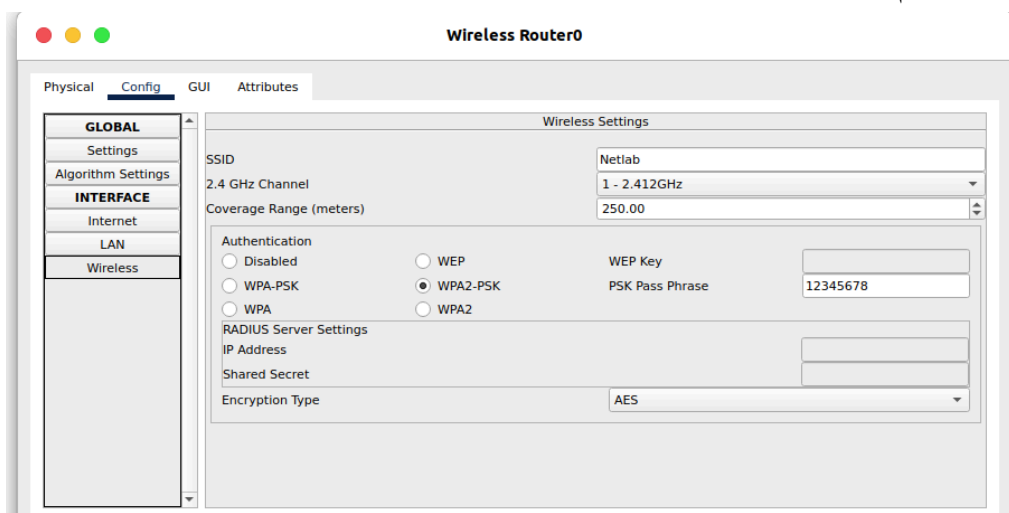 Wireless Router0
Physical Config GUI Attributes
GLOBAL
Settings
Algorithm Settings
INTERFACE
Internet
LAN
Wireless
Wireless Settings
SSID Netlab
2.4 GHz Channel 1 - 2.412GHz
Coverage Range (meters) 250.00
Authentication
Disabled WEP WEP Key
WPA-PSK WPA2-PSK PSK Pass Phrase 12345678
WPA WPA2
RADIUS Server Settings
IP Address
Shared Secret
Encryption Type AES